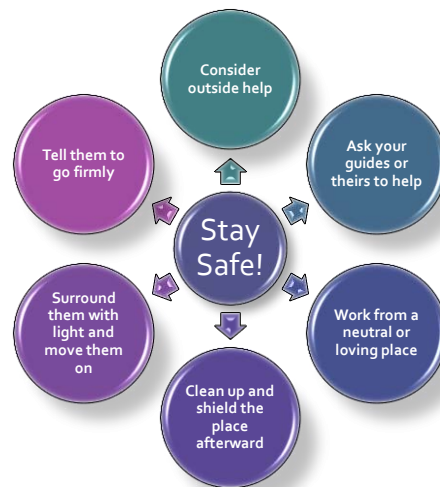 Consider
outside help
Ask your
guides or
theirs to help
Work from a
neutral or
loving place
Clean up and
shield the
place
afterward
Surround
them with
light and
move them
on
Tell them to
go firmly
Stay
Safe!